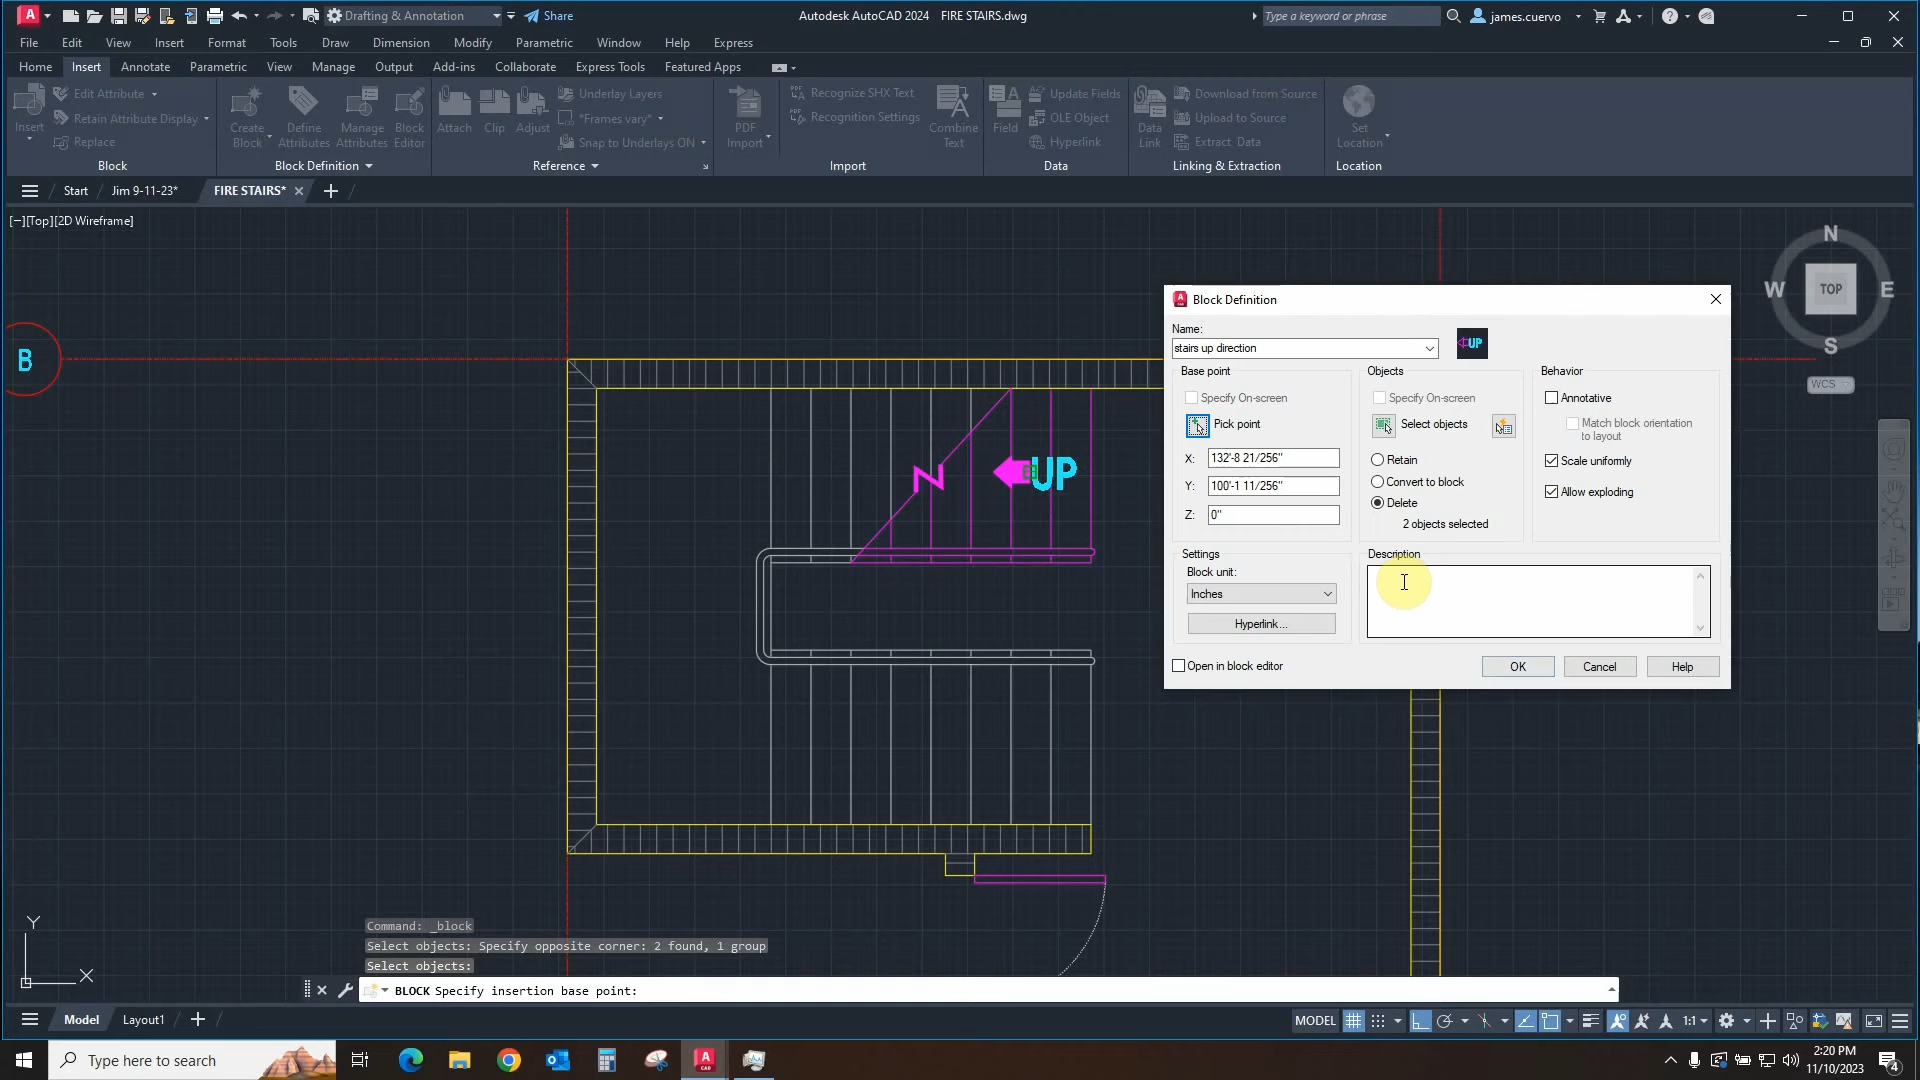 Drafting & Annotation
Share
Autodesk AutoCAD 2024 FIRE STAIRS.dwg
Type a keyword or phrase
james.cuervo
File Edit View Insert Format Tools Draw Dimension Modify Parametric Window Help Express
Home Insert Annotate Parametric View Manage Output Add-ins Collaborate Express Tools Featured Apps
Insert
Edit Attribute
Retain Attribute Display
Replace
Block
Create Block
Define Attributes
Manage Attributes
Block Editor
Block Definition
Attach
Clip
Adjust
Underlay Layers
*Frames vary*
Snap to Underlays ON
Reference
PDF Import
Recognize SHX Text
Recognition Settings
Combine Text
Import
Field
Update Fields
OLE Object
Hyperlink
Data
Data Link
Download from Source
Upload to Source
Extract Data
Linking & Extraction
Set Location
Location
Start Jim 9-11-23* FIRE STAIRS*
[−][Top][2D Wireframe]
N
W TOP E
S
WCS
B
UP
Block Definition
Name:
stairs up direction
UP
Base point
Specify On-screen
Pick point
X: 132'-8 21/256"
Y: 100'-1 11/256"
Z: 0"
Objects
Specify On-screen
Select objects
Retain
Convert to block
Delete
2 objects selected
Behavior
Annotative
Match block orientation
to layout
Scale uniformly
Allow exploding
Settings
Block unit:
Inches
Hyperlink...
Description
Open in block editor
OK Cancel Help
Y
X
Command: _block
Select objects: Specify opposite corner: 2 found, 1 group
Select objects:
BLOCK Specify insertion base point:
Model Layout1
MODEL
1:1
Type here to search
2:20 PM
11/10/2023
4